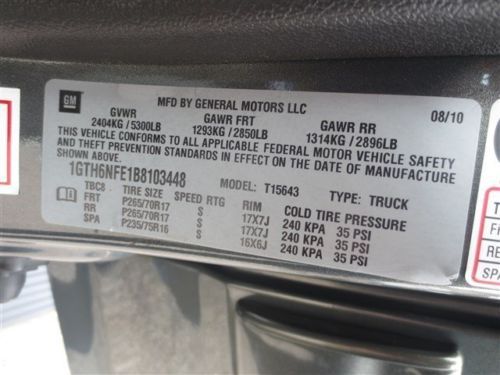 GM
MFD BY GENERAL MOTORS LLC
08/10
GVWR GAWR FRT GAWR RR
2404KG / 5300LB 1293KG / 2850LB 1314KG / 2896LB
THIS VEHICLE CONFORMS TO ALL APPLICABLE FEDERAL MOTOR VEHICLE SAFETY
AND THEFT PREVENTION STANDARDS IN EFFECT ON THE DATE OF MANUFACTURE
SHOWN ABOVE.
1GTH6NFE1B8103448
MODEL: T15643
TYPE: TRUCK
TBC8 TIRE SIZE SPEED RTG RIM COLD TIRE PRESSURE
FRT P265/70R17 S 17X7J 240 KPA 35 PSI
RR P265/70R17 S 17X7J 240 KPA 35 PSI
SPA P235/75R16 S 16X6J 240 KPA 35 PSI
T
FR
RE
SPA